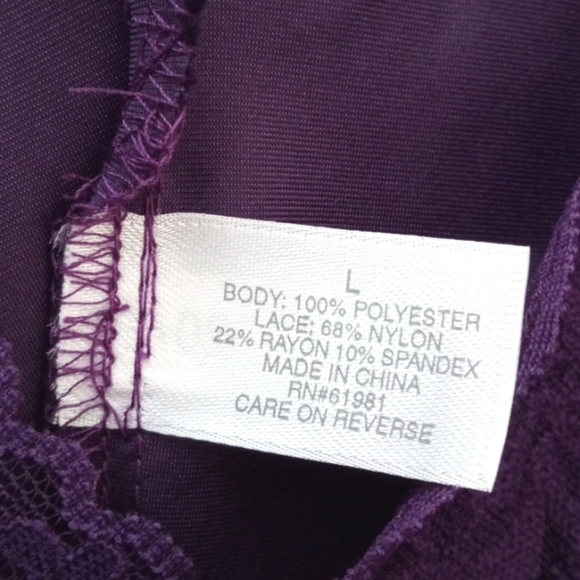 L
BODY: 100% POLYESTER
LACE: 68% NYLON
22% RAYON 10% SPANDEX
MADE IN CHINA
RN#61981
CARE ON REVERSE